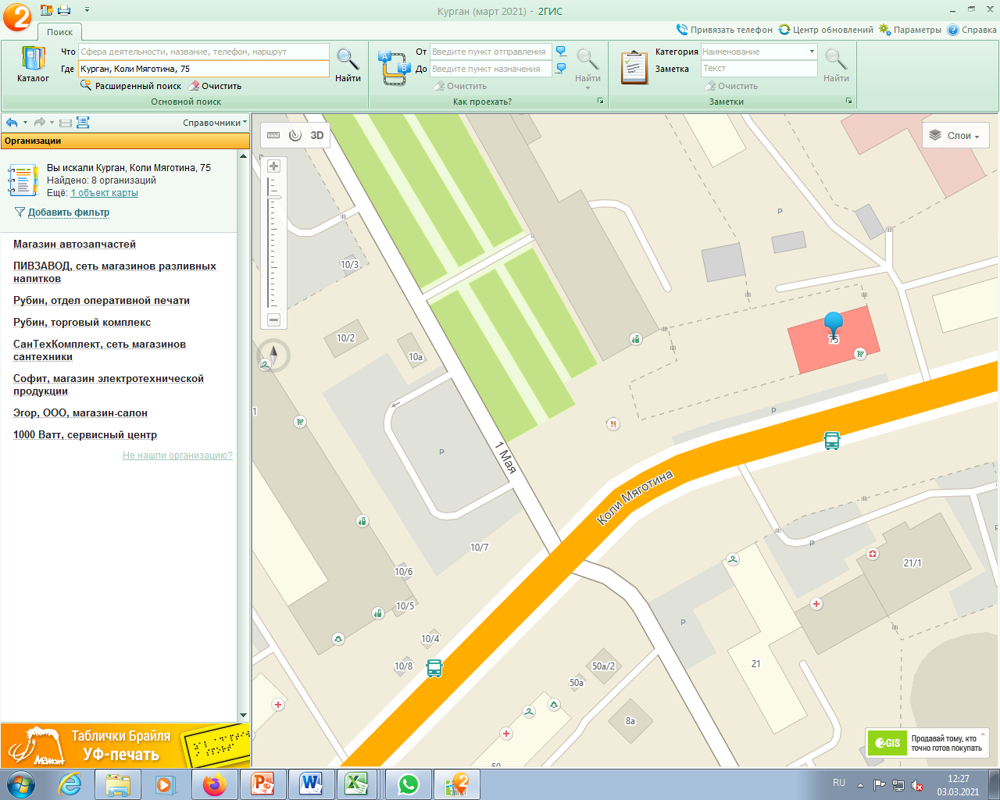 Курган (март 2021) - 2ГИС
Поиск
Привязать телефон
Центр обновлений
Параметры
Справка
Каталог
Что
Сфера деятельности, название, телефон, маршрут
Где
Курган, Коли Мяготина, 75
Расширенный поиск
Очистить
Найти
Основной поиск
От
Введите пункт отправления
До
Введите пункт назначения
Очистить
Найти
Как проехать?
Категория
Наименование
Заметка
Текст
Очистить
Найти
Заметки
Справочники
Организации
Вы искали Курган, Коли Мяготина, 75
Найдено: 8 организаций
Ещё: 1 объект карты
Добавить фильтр
Магазин автозапчастей
ПИВЗАВОД, сеть магазинов разливных
напитков
Рубин, отдел оперативной печати
Рубин, торговый комплекс
СанТехКомплект, сеть магазинов
сантехники
Софит, магазин электротехнической
продукции
Эгор, ООО, магазин-салон
1000 Ватт, сервисный центр
Не нашли организацию?
Мамонт
Таблички Брайля
УФ-печать
3D
Слои
P
10/3
10/2
10а
75
P
1
P
1 Мая
Коли Мяготина
10/7
10/6
10/5
10/4
10/8
P
21/1
P
21
50а/2
50а
8а
50
2GIS
Продавай тому, кто
точно готов покупать
RU
12:27
03.03.2021